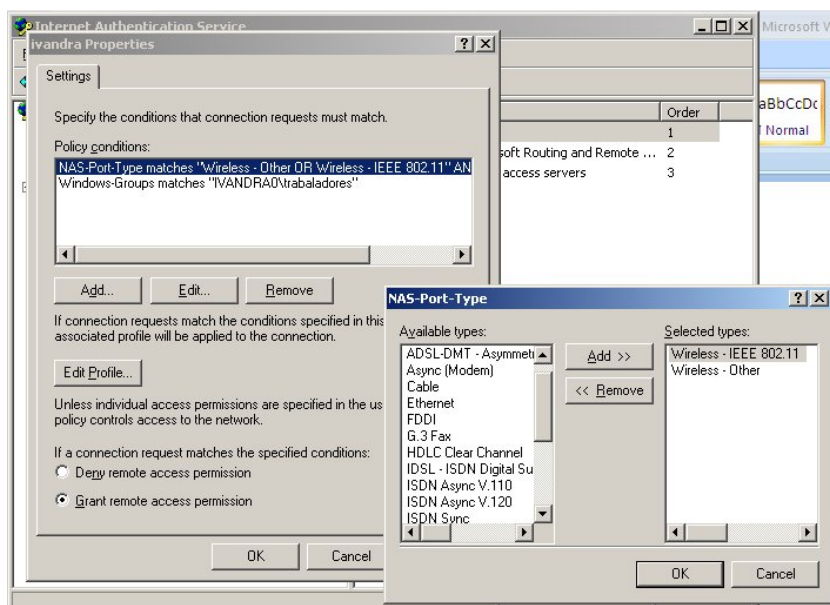 Internet Authentication Service
Microsoft W
ivandra Properties
Settings
Specify the conditions that connection requests must match.
Policy conditions:
NAS-Port-Type matches "Wireless - Other OR Wireless - IEEE 802.11" AN
Windows-Groups matches "IVANDRA0\trabaladores"
Add...
Edit...
Remove
If connection requests match the conditions specified in this
associated profile will be applied to the connection.
Edit Profile...
Unless individual access permissions are specified in the us
policy controls access to the network.
If a connection request matches the specified conditions:
Deny remote access permission
Grant remote access permission
OK
Cancel
Order
1
soft Routing and Remote ... 2
access servers 3
aBbCcDc
Normal
NAS-Port-Type
Available types:
ADSL-DMT - Asymmet
Async (Modem)
Cable
Ethernet
FDDI
G.3 Fax
HDLC Clear Channel
IDSL - ISDN Digital Su
ISDN Async V.110
ISDN Async V.120
ISDN Sync
Add >>
<< Remove
Selected types:
Wireless - IEEE 802.11
Wireless - Other
OK
Cancel